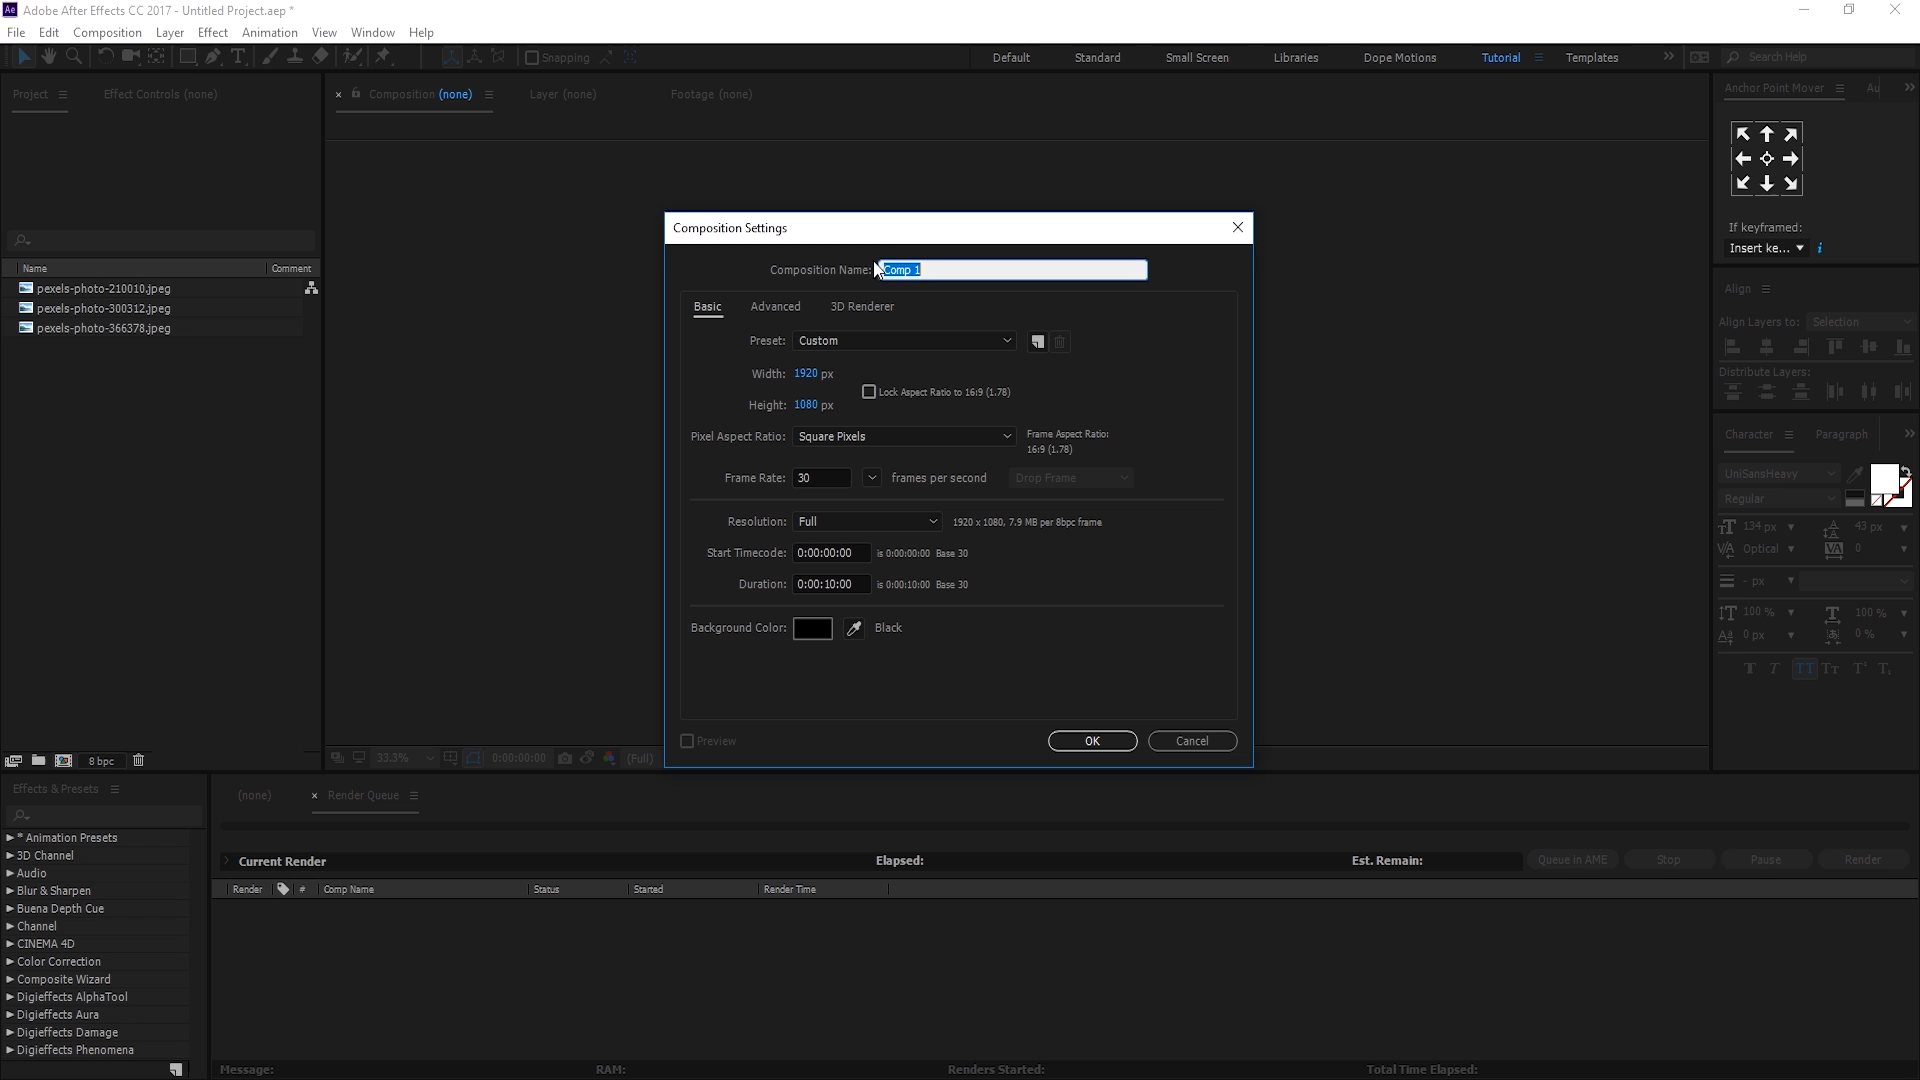 Adobe After Effects CC 2017 - Untitled Project.aep *
File Edit Composition Layer Effect Animation View Window Help
Snapping
Default Standard Small Screen Libraries Dope Motions Tutorial Templates Search Help
Project Effect Controls (none) Composition (none) Layer (none) Footage (none)
Anchor Point Mover Au
If keyframed:
Insert ke...
Name Comment
pexels-photo-210010.jpeg
pexels-photo-300312.jpeg
pexels-photo-366378.jpeg
Composition Settings
Composition Name: Comp 1
Basic Advanced 3D Renderer
Preset: Custom
Width: 1920 px
Lock Aspect Ratio to 16:9 (1.78)
Height: 1080 px
Pixel Aspect Ratio: Square Pixels Frame Aspect Ratio:
16:9 (1.78)
Frame Rate: 30 frames per second Drop Frame
Resolution: Full 1920 x 1080, 7.9 MB per 8bpc frame
Start Timecode: 0:00:00:00 is 0:00:00:00 Base 30
Duration: 0:00:10:00 is 0:00:10:00 Base 30
Background Color: Black
Preview OK Cancel
Align
Align Layers to: Selection
Distribute Layers:
Character Paragraph
UniSansHeavy
Regular
134 px 43 px
Optical 0
- px
100 % 100 %
0 px 0 %
8 bpc
33.3% 0:00:00:00 (Full)
Effects & Presets
* Animation Presets
3D Channel
Audio
Blur & Sharpen
Buena Depth Cue
Channel
CINEMA 4D
Color Correction
Composite Wizard
Digieffects AlphaTool
Digieffects Aura
Digieffects Damage
Digieffects Phenomena
(none) Render Queue
Current Render Elapsed: Est. Remain: Queue in AME Stop Pause Render
Render # Comp Name Status Started Render Time
Message: RAM: Renders Started: Total Time Elapsed: